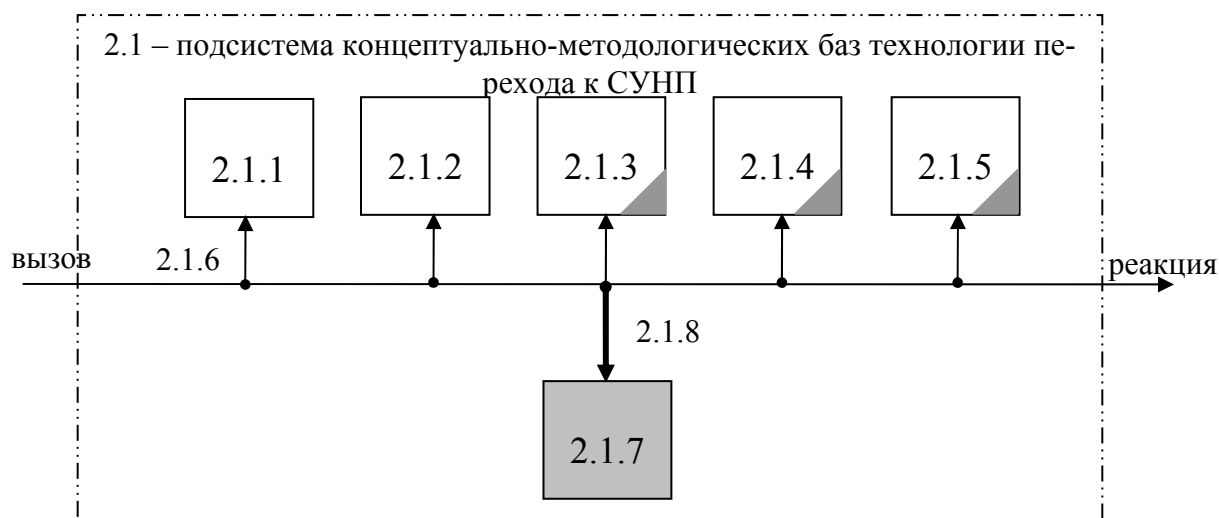 2.1 – подсистема концептуально-методологических баз технологии пе-
рехода к СУНП
2.1.1 2.1.2 2.1.3 2.1.4 2.1.5
вызов 2.1.6 реакция
2.1.8
2.1.7